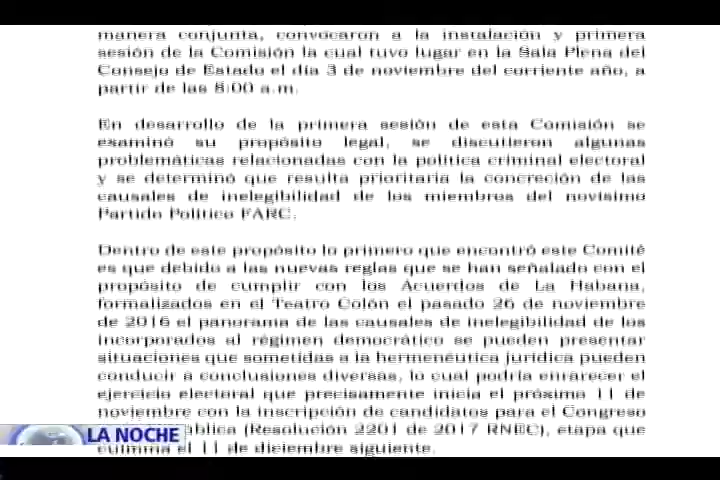 manera conjunta, convocaron a la instalación y primera
sesión de la Comisión la cual tuvo lugar en la Sala Plena del
Consejo de Estado el día 3 de noviembre del corriente año, a
partir de las 8:00 a.m.
En desarrollo de la primera sesión de esta Comisión se
examinó su propósito legal, se discutieron algunas
problemáticas relacionadas con la política criminal electoral
y se determinó que resulta prioritaria la concreción de las
causales de inelegibilidad de los miembros del novísimo
Partido Político FARC.
Dentro de este propósito lo primero que encontró este Comité
es que debido a las nuevas reglas que se han señalado con el
propósito de cumplir con los Acuerdos de La Habana,
formalizados en el Teatro Colón el pasado 26 de noviembre
de 2016 el panorama de las causales de inelegibilidad de los
incorporados al régimen democrático se pueden presentar
situaciones que sometidas a la hermenéutica jurídica pueden
conducir a conclusiones diversas, lo cual podría enrarecer el
ejercicio electoral que precisamente inicia el próximo 11 de
noviembre con la inscripción de candidatos para el Congreso
ública (Resolución 2201 de 2017 RNEC), etapa que
culmina el 11 de diciembre siguiente.
LA NOCHE